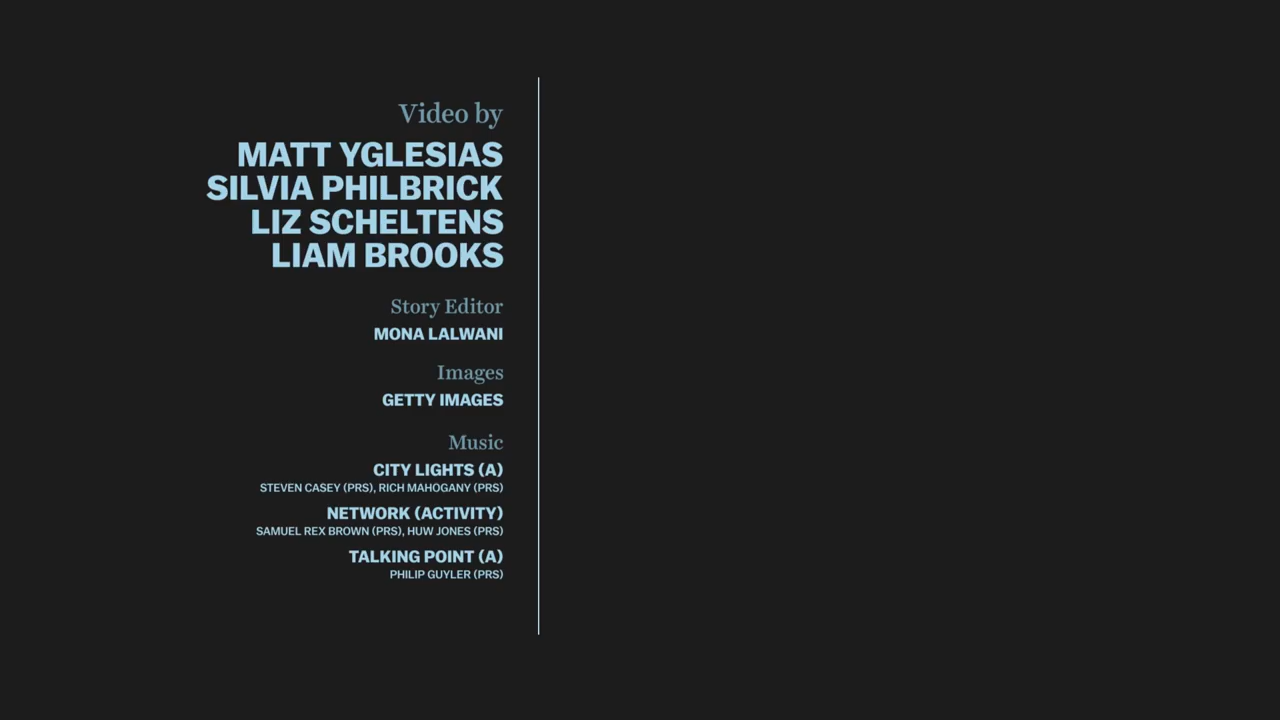 Video by
MATT YGLESIAS
SILVIA PHILBRICK
LIZ SCHELTENS
LIAM BROOKS
Story Editor
MONA LALWANI
Images
GETTY IMAGES
Music
CITY LIGHTS (A)
STEVEN CASEY (PRS), RICH MAHOGANY (PRS)
NETWORK (ACTIVITY)
SAMUEL REX BROWN (PRS), HUW JONES (PRS)
TALKING POINT (A)
PHILIP GUYLER (PRS)